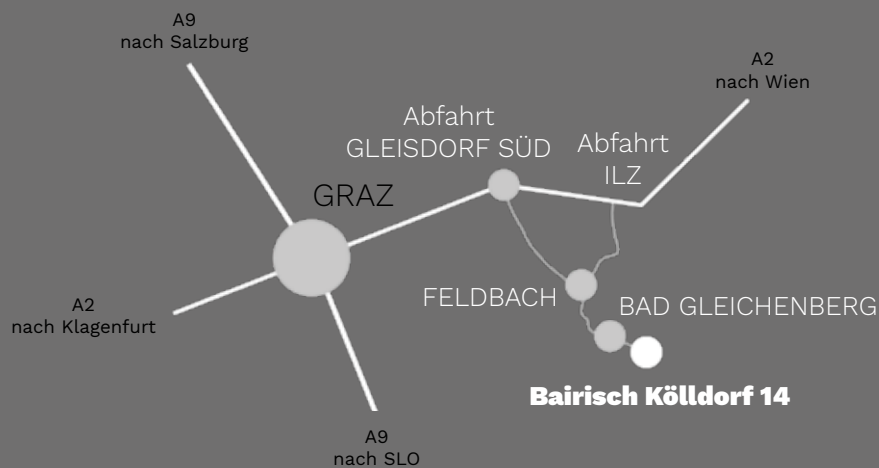 A9
nach Salzburg
A2
nach Wien
Abfahrt
GLEISDORF SÜD
Abfahrt
ILZ
GRAZ
A2
nach Klagenfurt
FELDBACH
BAD GLEICHENBERG
Bairisch Kölldorf 14
A9
nach SLO